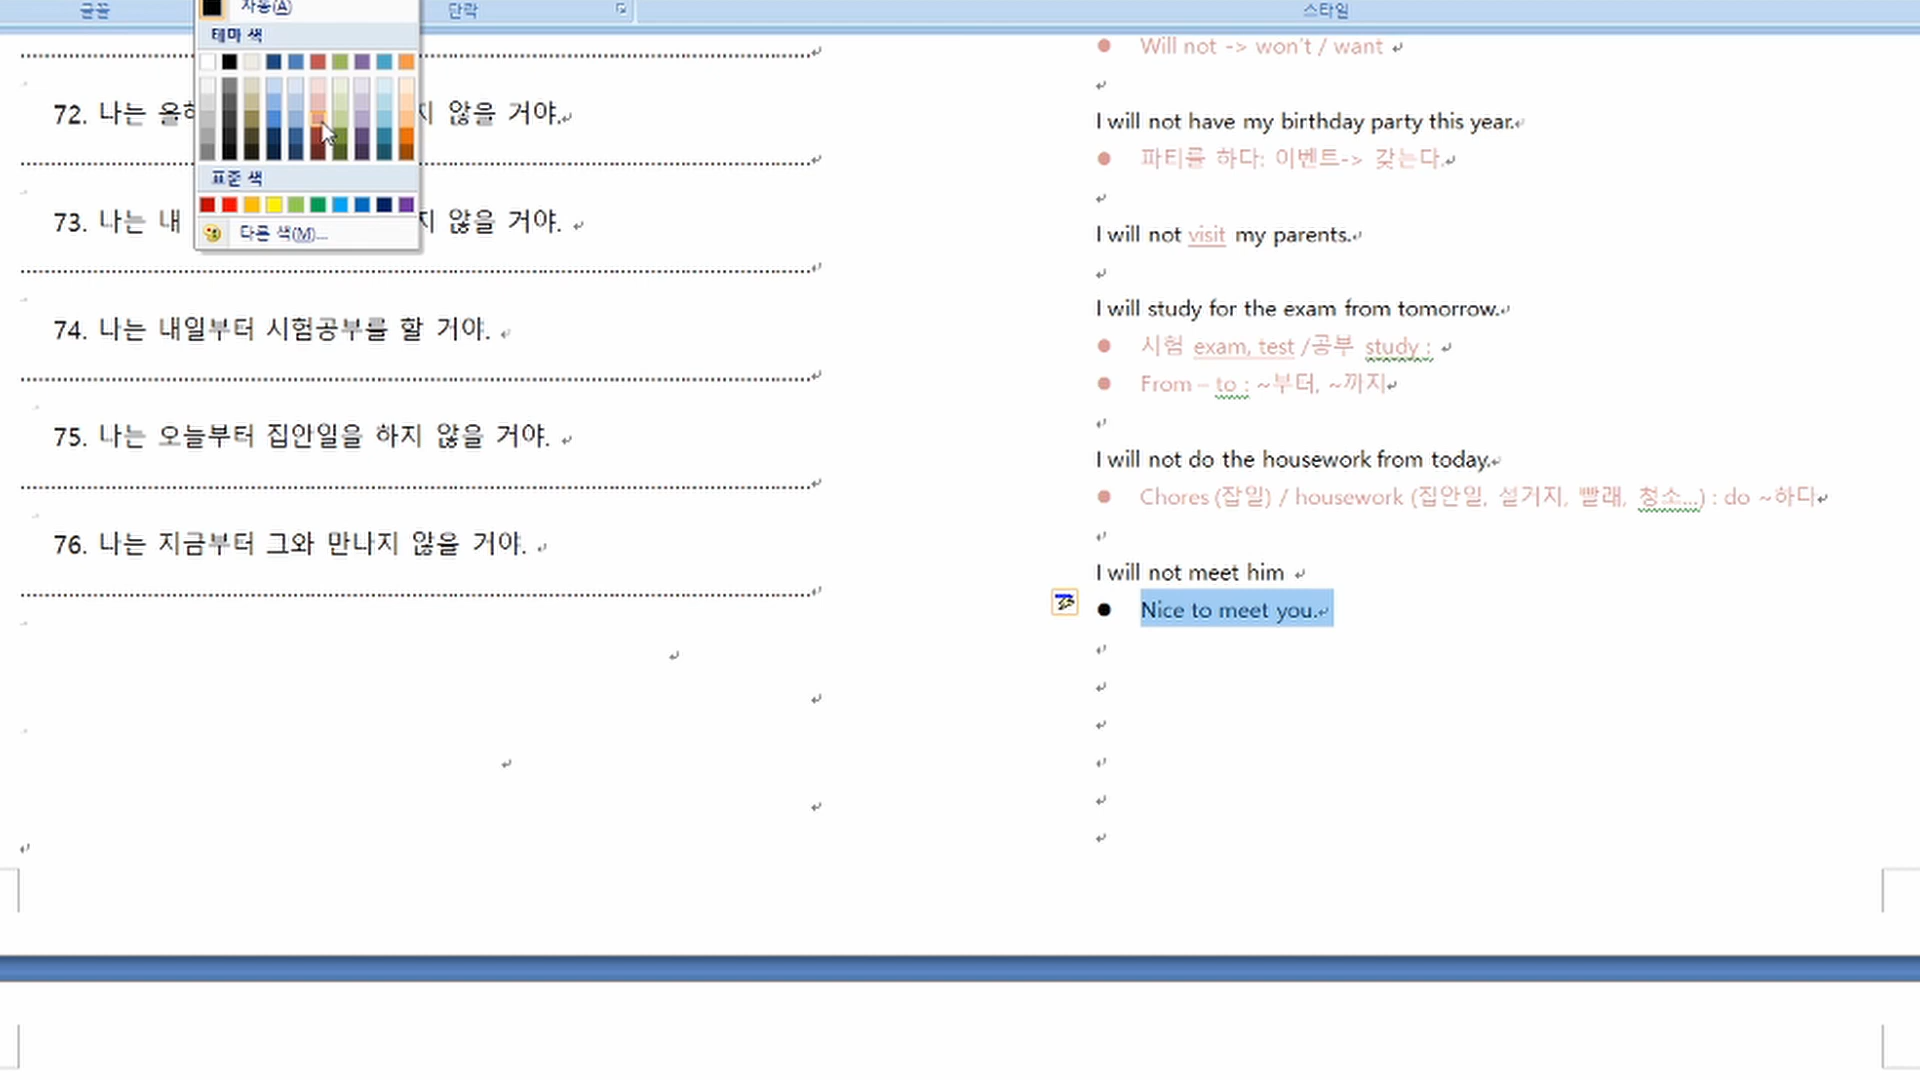 글꼴
단락
스타일
자동(A)
테마 색
표준 색
다른 색(M)...
72. 나는 않을 거야.
73. 나는 내 않을 거야.
74. 나는 내일부터 시험공부를 할 거야.
75. 나는 오늘부터 집안일을 하지 않을 거야.
76. 나는 지금부터 그와 만나지 않을 거야.
Will not -> won't / want
I will not have my birthday party this year.
파티를 하다: 이벤트-> 갖는다.
I will not visit my parents.
I will study for the exam from tomorrow.
시험 exam, test /공부 study :
From – to : ~부터, ~까지
I will not do the housework from today.
Chores (잡일) / housework (집안일, 설거지, 빨래, 청소...) : do ~하다
I will not meet him
Nice to meet you.